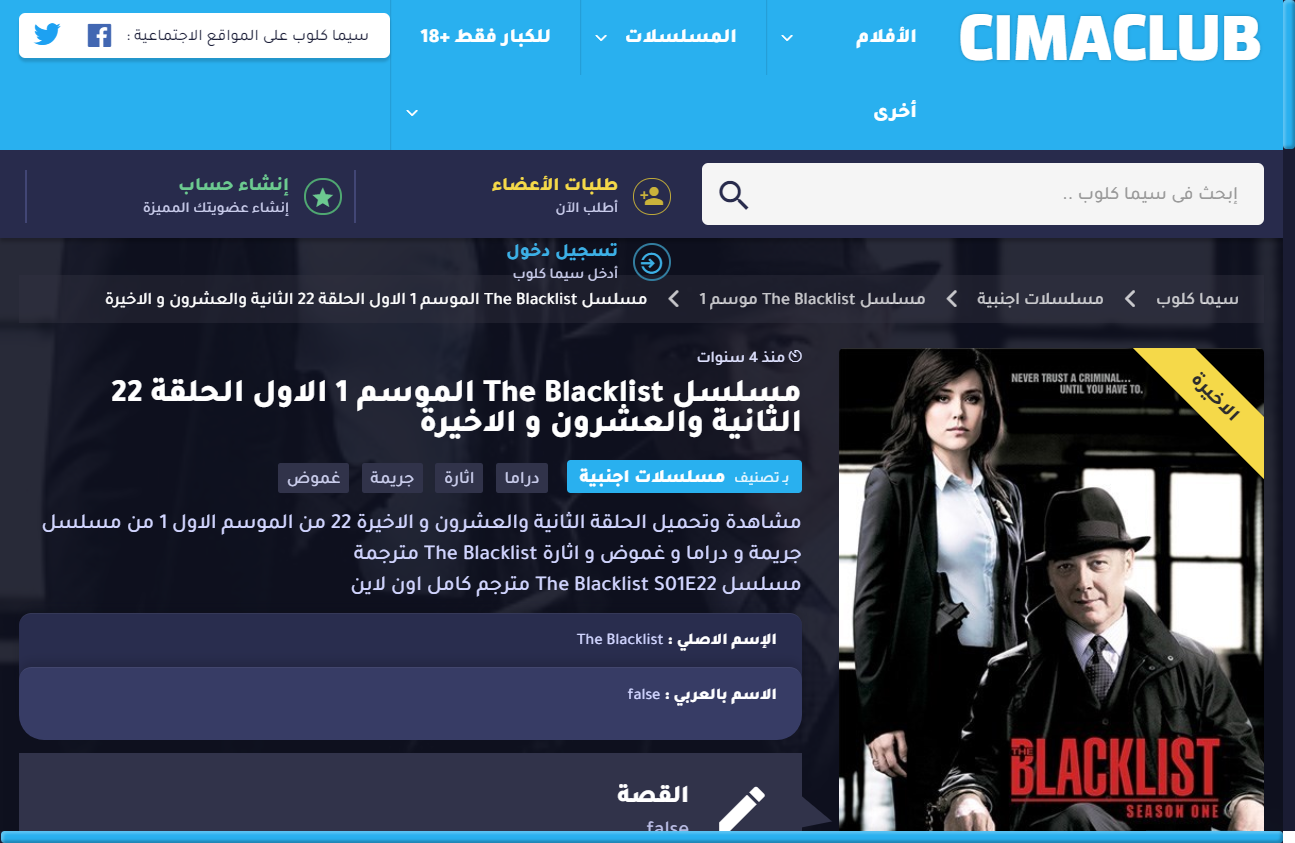 CIMACLUB
الأفلام
المسلسلات
للكبار فقط +18
سيما كلوب على المواقع الاجتماعية :
أخرى
إبحث فى سيما كلوب ..
طلبات الأعضاء
أطلب الآن
إنشاء حساب
إنشاء عضويتك المميزة
تسجيل دخول
أدخل سيما كلوب
سيما كلوب
مسلسلات اجنبية
مسلسل The Blacklist موسم 1
مسلسل The Blacklist الموسم 1 الاول الحلقة 22 الثانية والعشرون و الاخيرة
الاخيرة
NEVER TRUST A CRIMINAL...
UNTIL YOU HAVE TO.
THE
BLACKLIST
SEASON ONE
منذ 4 سنوات
مسلسل The Blacklist الموسم 1 الاول الحلقة 22
الثانية والعشرون و الاخيرة
بـ تصنيف مسلسلات اجنبية
دراما
اثارة
جريمة
غموض
مشاهدة وتحميل الحلقة الثانية والعشرون و الاخيرة 22 من الموسم الاول 1 من مسلسل
جريمة و دراما و غموض و اثارة The Blacklist مترجمة
مسلسل The Blacklist S01E22 مترجم كامل اون لاين
الإسم الاصلي : The Blacklist
الاسم بالعربي : false
القصة
false